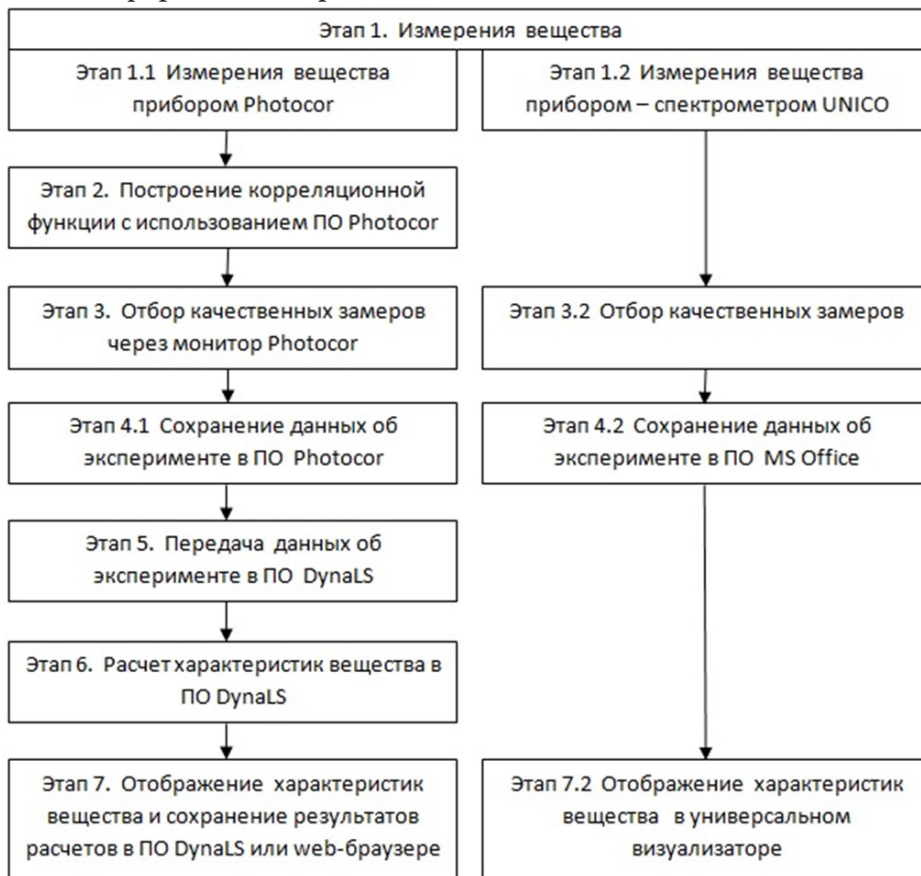 Этап 1. Измерения вещества
Этап 1.1 Измерения вещества
прибором Photocor
Этап 1.2 Измерения вещества
прибором – спектрометром UNICO
Этап 2. Построение корреляционной
функции с использованием ПО Photocor
Этап 3. Отбор качественных замеров
через монитор Photocor
Этап 3.2 Отбор качественных замеров
Этап 4.1 Сохранение данных об
эксперименте в ПО Photocor
Этап 4.2 Сохранение данных об
эксперименте в ПО MS Office
Этап 5. Передача данных об
эксперименте в ПО DynaLS
Этап 6. Расчет характеристик вещества в
ПО DynaLS
Этап 7. Отображение характеристик
вещества и сохранение результатов
расчетов в ПО DynaLS или web-браузере
Этап 7.2 Отображение характеристик
вещества в универсальном
визуализаторе